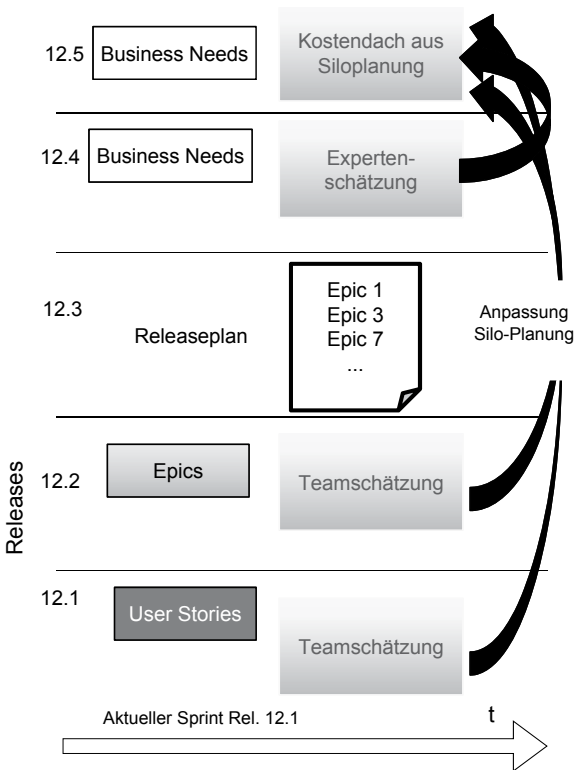 12.5
Business Needs
Kostendach aus
Siloplanung
12.4
Business Needs
Experten-
schätzung
12.3
Releaseplan
Epic 1
Epic 3
Epic 7
...
Anpassung
Silo-Planung
Releases
12.2
Epics
Teamschätzung
12.1
User Stories
Teamschätzung
Aktueller Sprint Rel. 12.1
t